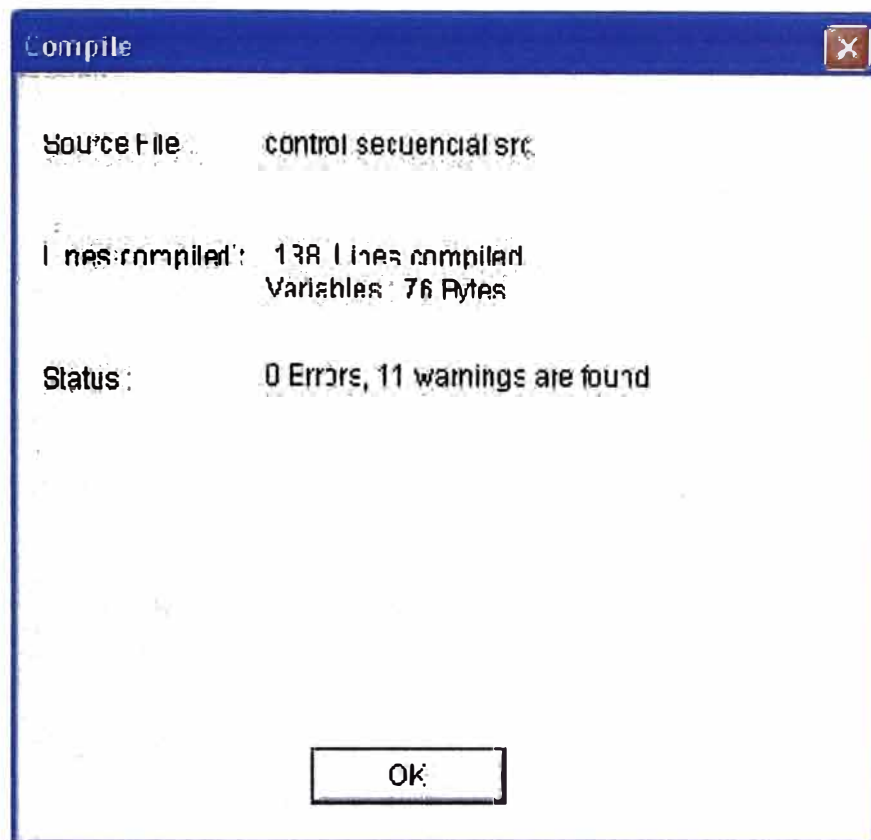 Compile
Source File : control secuencial.src
Lines compiled : 138 Lines compiled
Variables : 76 Bytes
Status : 0 Errors, 11 warnings are found
OK